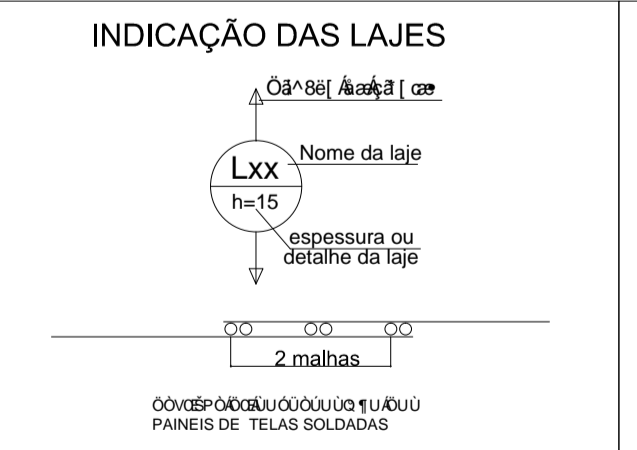 INDICAÇÃO DAS LAJES
Lxx
Nome da laje
h=15
espessura ou
detalhe da laje
2 malhas
PAINEIS DE TELAS SOLDADAS